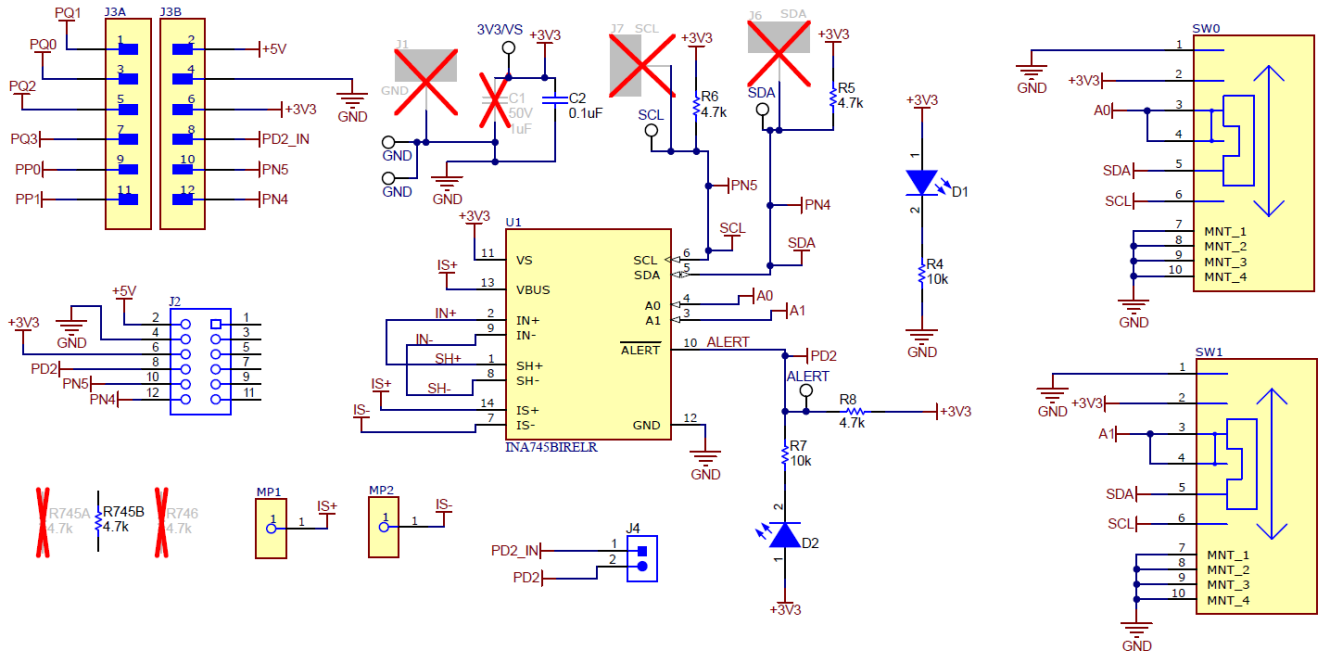 PQ1
J3A
J3B
PQ0
1
2
+5V
3
4
PQ2
5
6
+3V3
GND
PQ3
7
8
PD2_IN
PP0
9
10
PN5
PP1
11
12
PN4
3V3/VS
+3V3
J1
GND
C1
50V
1uF
C2
0.1uF
GND
GND
GND
J7
SCL
+3V3
SCL
R6
4.7k
J6
SDA
+3V3
SDA
R5
4.7k
PN5
PN4
SCL
SDA
+3V3
1
D1
2
R4
10k
GND
U1
+3V3
11
VS
IS+
13
VBUS
IN+
2
IN+
IN-
9
IN-
SH+
1
SH+
SH-
8
SH-
IS+
14
IS+
IS-
7
IS-
SCL
6
SDA
5
A0
4
A0
A1
3
A1
ALERT
10
ALERT
GND
12
INA745BIRELR
GND
PD2
ALERT
R8
4.7k
+3V3
R7
10k
2
D2
1
+3V3
+5V
J2
+3V3
GND
2
1
4
3
6
5
PD2
8
7
PN5
10
9
PN4
12
11
R745A
4.7k
R745B
4.7k
R746
4.7k
MP1
1
1
IS+
MP2
1
1
IS-
J4
PD2_IN
1
PD2
2
SW0
1
GND
+3V3
2
A0
3
4
SDA
5
SCL
6
7
MNT_1
8
MNT_2
9
MNT_3
10
MNT_4
GND
SW1
1
GND
+3V3
2
A1
3
4
SDA
5
SCL
6
7
MNT_1
8
MNT_2
9
MNT_3
10
MNT_4
GND